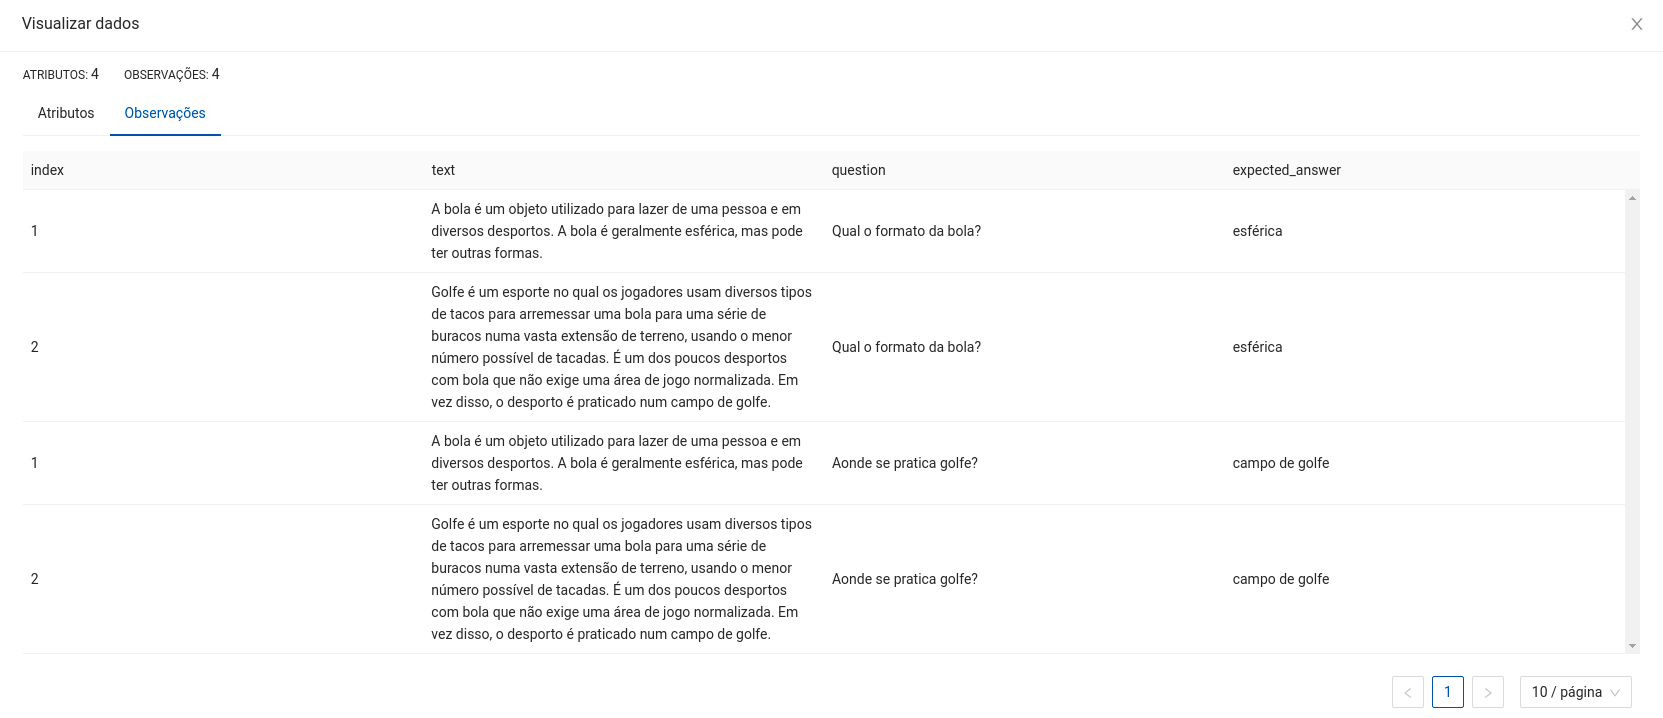 Visualizar dados
ATRIBUTOS: 4 OBSERVAÇÕES: 4
Atributos Observações
index text question expected_answer
A bola é um objeto utilizado para lazer de uma pessoa e em
1 diversos desportos. A bola é geralmente esférica, mas pode Qual o formato da bola? esférica
ter outras formas.
Golfe é um esporte no qual os jogadores usam diversos tipos
de tacos para arremessar uma bola para uma série de
buracos numa vasta extensão de terreno, usando o menor
2 Qual o formato da bola? esférica
número possível de tacadas. É um dos poucos desportos
com bola que não exige uma área de jogo normalizada. Em
vez disso, o desporto é praticado num campo de golfe.
A bola é um objeto utilizado para lazer de uma pessoa e em
1 diversos desportos. A bola é geralmente esférica, mas pode Aonde se pratica golfe? campo de golfe
ter outras formas.
Golfe é um esporte no qual os jogadores usam diversos tipos
de tacos para arremessar uma bola para uma série de
buracos numa vasta extensão de terreno, usando o menor
2 Aonde se pratica golfe? campo de golfe
número possível de tacadas. É um dos poucos desportos
com bola que não exige uma área de jogo normalizada. Em
vez disso, o desporto é praticado num campo de golfe.
< 1 > 10 / página